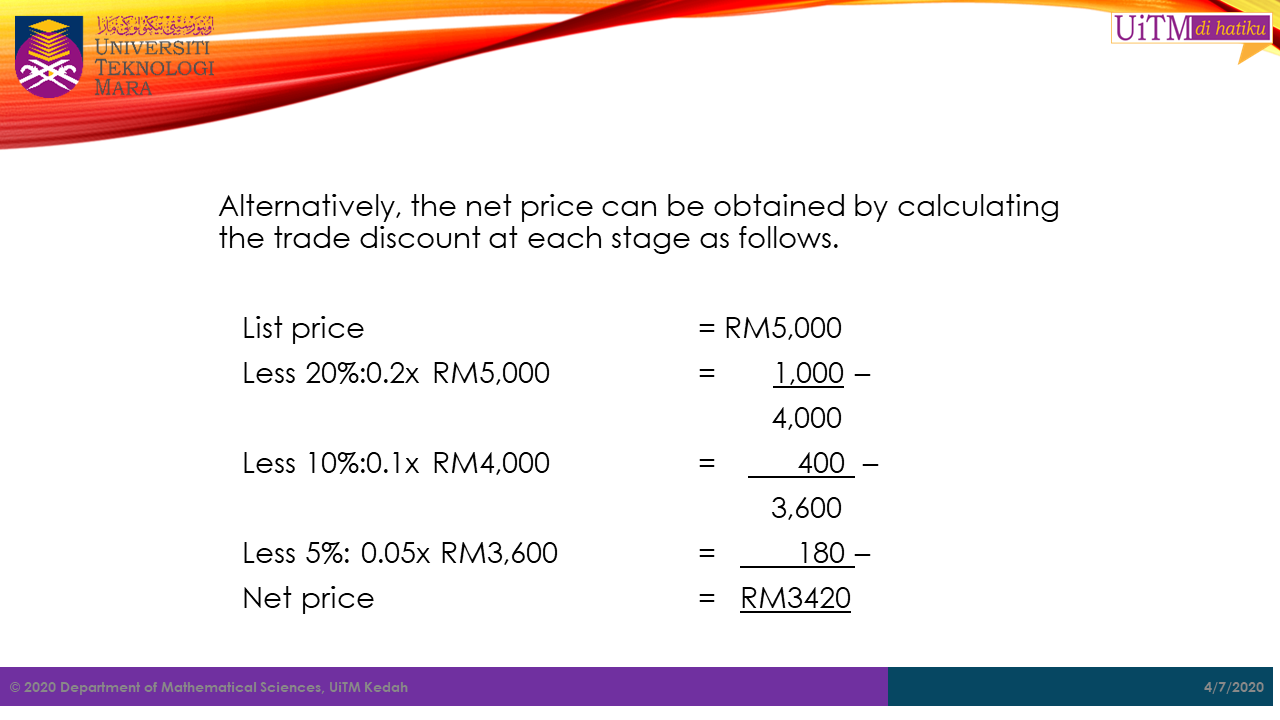 اونيۏرسيتي تيكنولوݢي مارا
UNIVERSITI
TEKNOLOGI
MARA
UiTM di hatiku
Alternatively, the net price can be obtained by calculating
the trade discount at each stage as follows.
List price = RM5,000
Less 20%:0.2x RM5,000 = 1,000 –
4,000
Less 10%:0.1x RM4,000 = 400 –
3,600
Less 5%: 0.05x RM3,600 = 180 –
Net price = RM3420
© 2020 Department of Mathematical Sciences, UiTM Kedah
4/7/2020